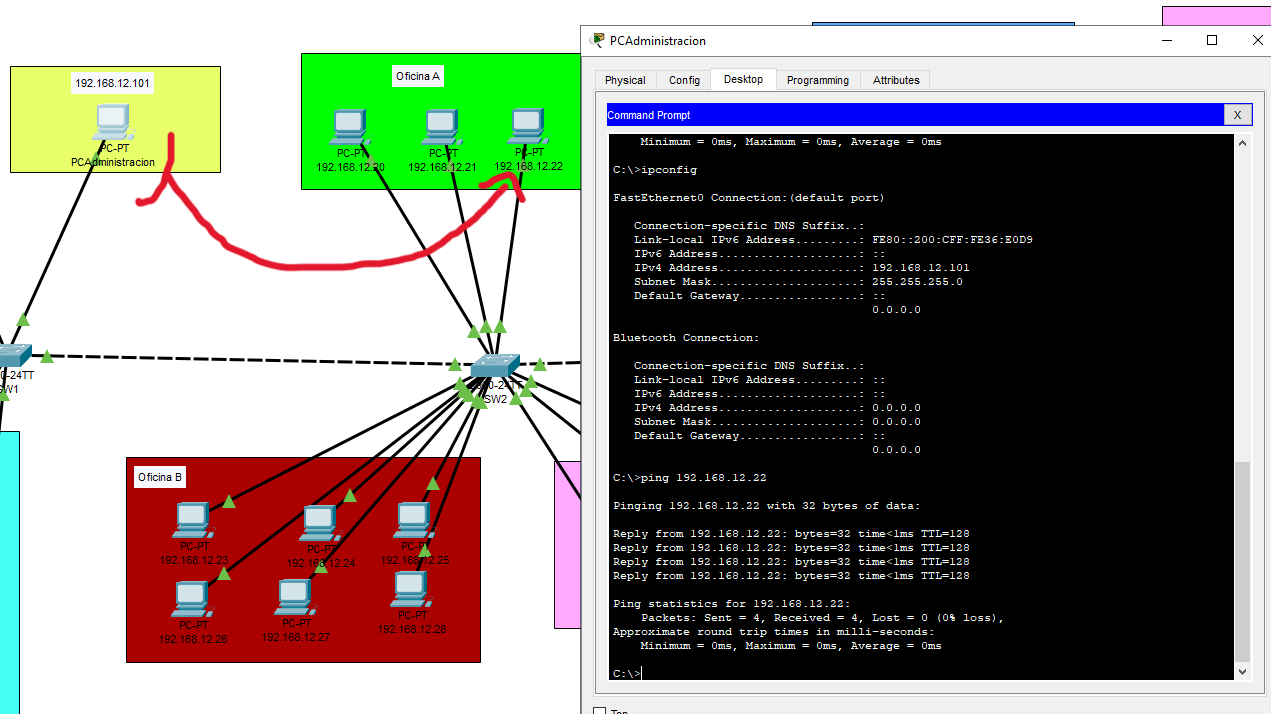 192.168.12.101
PC-PT
PCAdministracion
Oficina A
PC-PT
192.168.12.20
PC-PT
192.168.12.21
PC-PT
192.168.12.22
0-24TT
SW1
SW2
Oficina B
PC-PT
192.168.12.23
PC-PT
192.168.12.24
PC-PT
192.168.12.25
PC-PT
192.168.12.26
PC-PT
192.168.12.27
PC-PT
192.168.12.28
PCAdministracion
Physical Config Desktop Programming Attributes
Command Prompt
X
Minimum = 0ms, Maximum = 0ms, Average = 0ms
C:\>ipconfig
FastEthernet0 Connection:(default port)
Connection-specific DNS Suffix..:
Link-local IPv6 Address.........: FE80::200:CFF:FE36:E0D9
IPv6 Address....................: ::
IPv4 Address....................: 192.168.12.101
Subnet Mask.....................: 255.255.255.0
Default Gateway.................: ::
0.0.0.0
Bluetooth Connection:
Connection-specific DNS Suffix..:
Link-local IPv6 Address.........: ::
IPv6 Address....................: ::
IPv4 Address....................: 0.0.0.0
Subnet Mask.....................: 0.0.0.0
Default Gateway.................: ::
0.0.0.0
C:\>ping 192.168.12.22
Pinging 192.168.12.22 with 32 bytes of data:
Reply from 192.168.12.22: bytes=32 time<1ms TTL=128
Reply from 192.168.12.22: bytes=32 time<1ms TTL=128
Reply from 192.168.12.22: bytes=32 time<1ms TTL=128
Reply from 192.168.12.22: bytes=32 time<1ms TTL=128
Ping statistics for 192.168.12.22:
Packets: Sent = 4, Received = 4, Lost = 0 (0% loss),
Approximate round trip times in milli-seconds:
Minimum = 0ms, Maximum = 0ms, Average = 0ms
C:\>